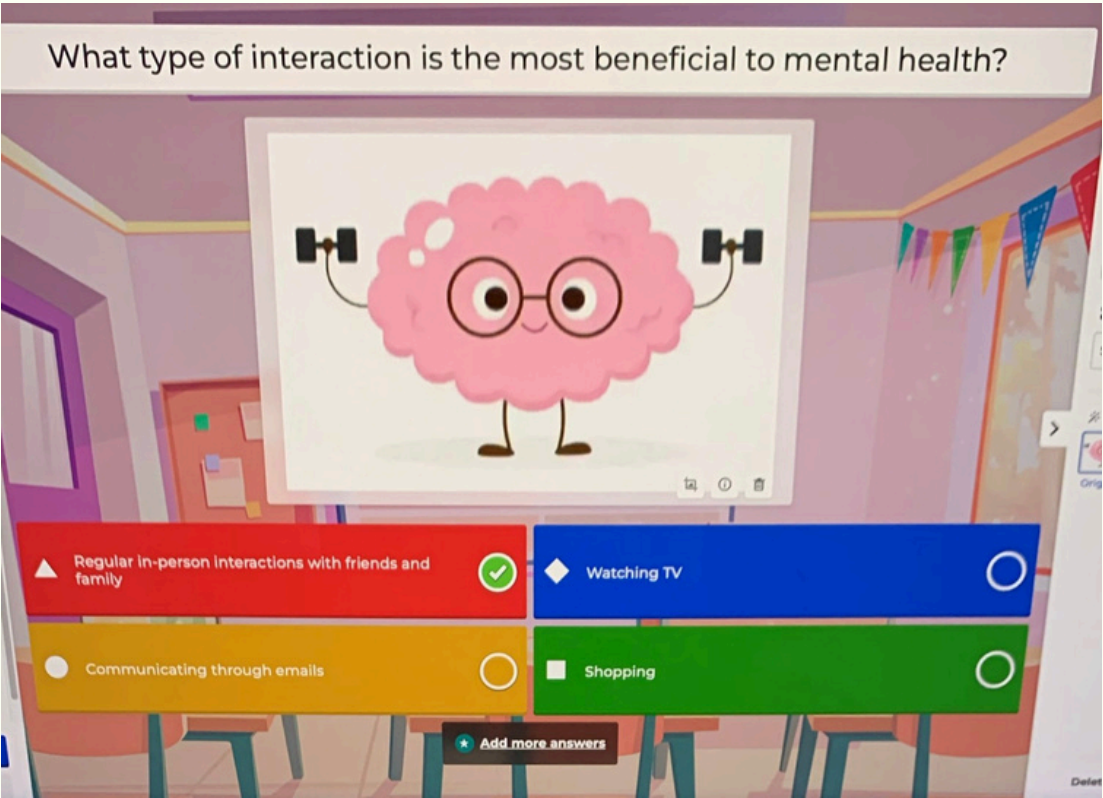 What type of interaction is the most beneficial to mental health?
Regular in-person interactions with friends and
family
Watching TV
Communicating through emails
Shopping
Add more answers